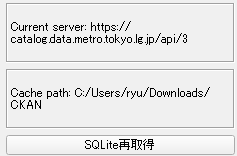 Current server: https://
catalog.data.metro.tokyo.lg.jp/api/3
Cache path: C:/Users/ryu/Downloads/
CKAN
SQLite再取得